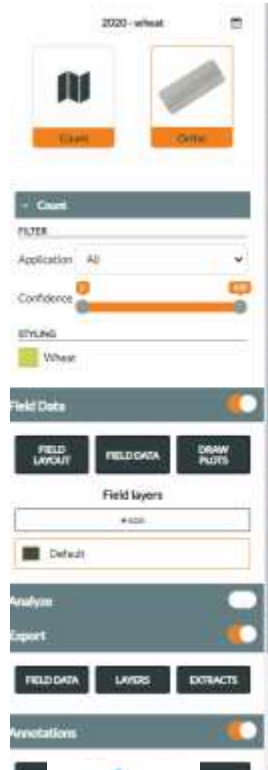 2020 - wheat
Count
Ortho
Count
FILTER
Application All
Confidence
STYLING
Wheat
Field Data
FIELD LAYOUT
FIELD DATA
DRAW PLOTS
Field layers
Default
Analyze
Export
FIELD DATA
LAYERS
EXTRACTS
Annotations